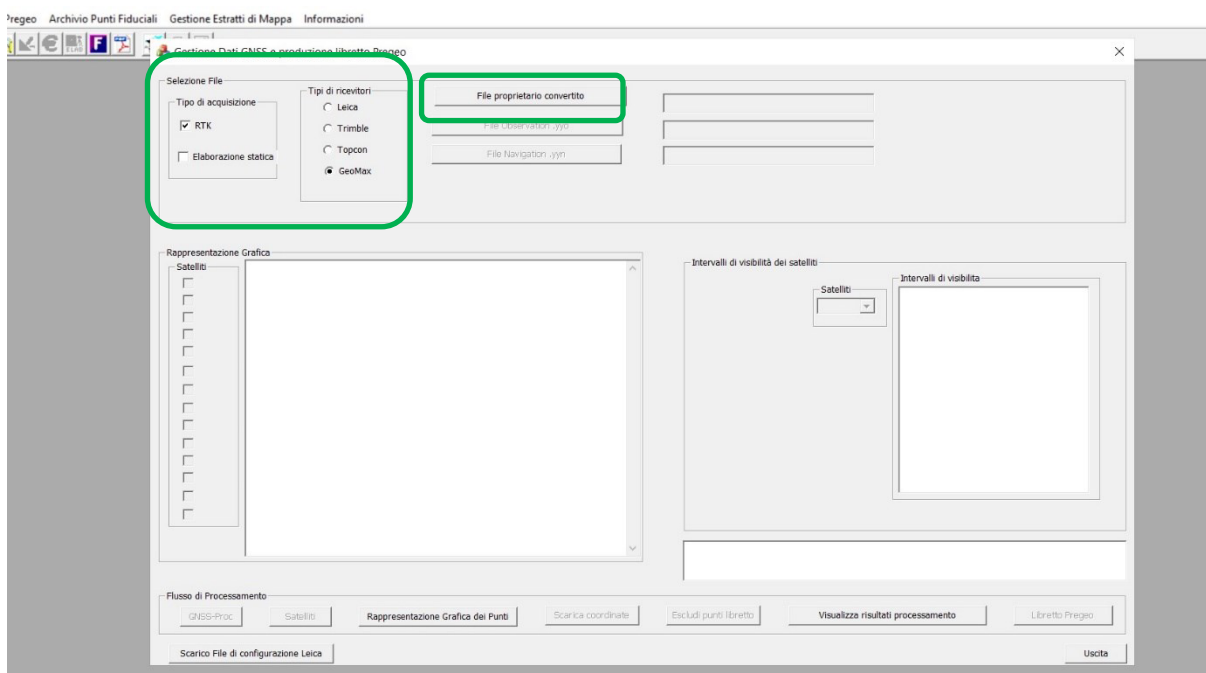 Pregeo Archivio Punti Fiduciali Gestione Estratti di Mappa Informazioni
Gestione Dati GNSS e produzione libretto Pregeo
Selezione File
Tipo di acquisizione
RTK
Elaborazione statica
Tipi di ricevitori
Leica
Trimble
Topcon
GeoMax
File proprietario convertito
File Observation .yyo
File Navigation .yyn
Rappresentazione Grafica
Satelliti
Intervalli di visibilità dei satelliti
Satelliti
Intervalli di visibilita
Flusso di Processamento
GNSS-Proc Satelliti Rappresentazione Grafica dei Punti Scarica coordinate Escludi punti libretto Visualizza risultati processamento Libretto Pregeo
Scarico File di configurazione Leica Uscita